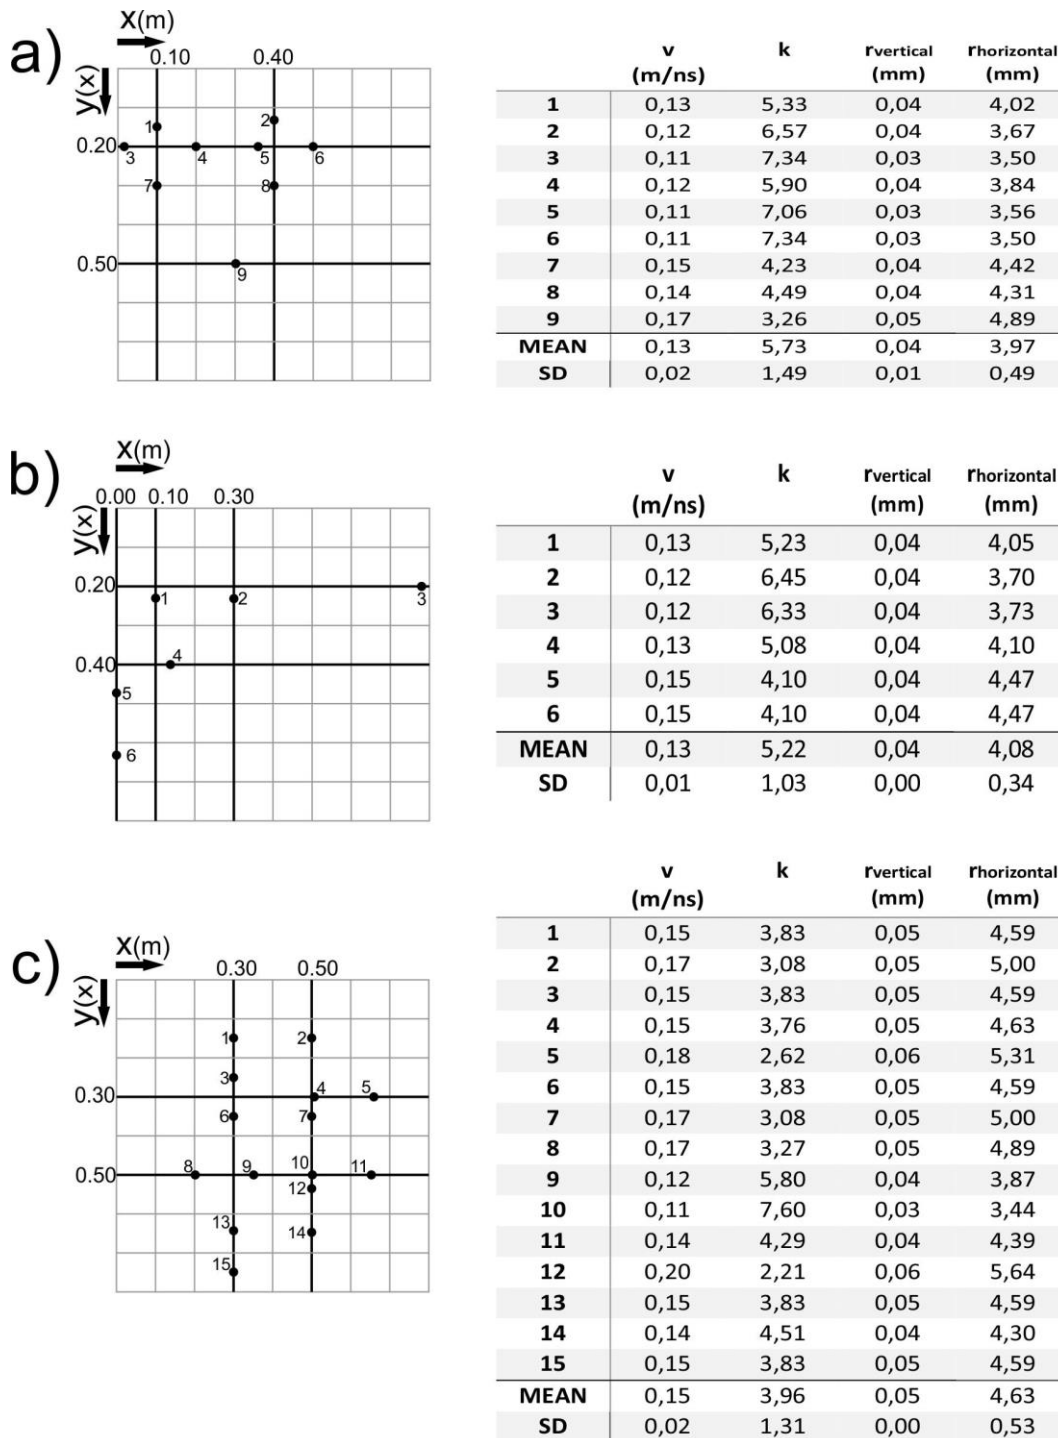 a)
X(m)
0.10 0.40
y(x)
1 2
0.20
3 4 5 6
7 8
0.50
9
v k rvertical rhorizontal
(m/ns) (mm) (mm)
1 0,13 5,33 0,04 4,02
2 0,12 6,57 0,04 3,67
3 0,11 7,34 0,03 3,50
4 0,12 5,90 0,04 3,84
5 0,11 7,06 0,03 3,56
6 0,11 7,34 0,03 3,50
7 0,15 4,23 0,04 4,42
8 0,14 4,49 0,04 4,31
9 0,17 3,26 0,05 4,89
MEAN 0,13 5,73 0,04 3,97
SD 0,02 1,49 0,01 0,49
b)
X(m)
0.00 0.10 0.30
y(x)
0.20
1 2 3
0.40 4
5
6
v k rvertical rhorizontal
(m/ns) (mm) (mm)
1 0,13 5,23 0,04 4,05
2 0,12 6,45 0,04 3,70
3 0,12 6,33 0,04 3,73
4 0,13 5,08 0,04 4,10
5 0,15 4,10 0,04 4,47
6 0,15 4,10 0,04 4,47
MEAN 0,13 5,22 0,04 4,08
SD 0,01 1,03 0,00 0,34
c)
X(m)
0.30 0.50
y(x)
1 2
3 4 5
0.30
6 7
8 9 10 11
0.50
12
13 14
15
v k rvertical rhorizontal
(m/ns) (mm) (mm)
1 0,15 3,83 0,05 4,59
2 0,17 3,08 0,05 5,00
3 0,15 3,83 0,05 4,59
4 0,15 3,76 0,05 4,63
5 0,18 2,62 0,06 5,31
6 0,15 3,83 0,05 4,59
7 0,17 3,08 0,05 5,00
8 0,17 3,27 0,05 4,89
9 0,12 5,80 0,04 3,87
10 0,11 7,60 0,03 3,44
11 0,14 4,29 0,04 4,39
12 0,20 2,21 0,06 5,64
13 0,15 3,83 0,05 4,59
14 0,14 4,51 0,04 4,30
15 0,15 3,83 0,05 4,59
MEAN 0,15 3,96 0,05 4,63
SD 0,02 1,31 0,00 0,53